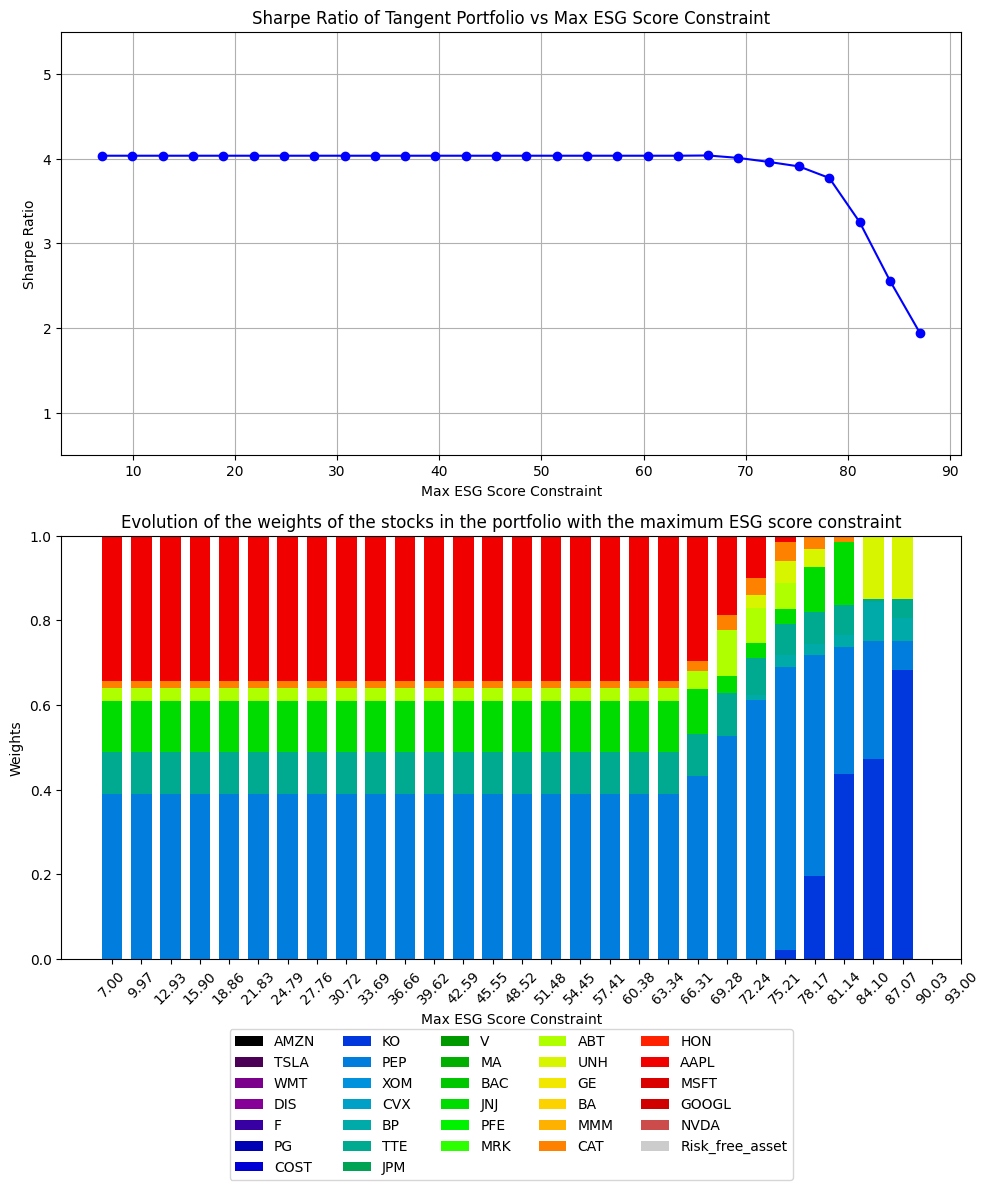 Sharpe Ratio of Tangent Portfolio vs Max ESG Score Constraint
5
4
3
2
1
Sharpe Ratio
10 20 30 40 50 60 70 80 90
Max ESG Score Constraint
Evolution of the weights of the stocks in the portfolio with the maximum ESG score constraint
1.0
0.8
0.6
0.4
0.2
0.0
Weights
7.00 9.97 12.93 15.90 18.86 21.83 24.79 27.76 30.72 33.69 36.66 39.62 42.59 45.55 48.52 51.48 54.45 57.41 60.38 63.34 66.31 69.28 72.24 75.21 78.17 81.14 84.10 87.07 90.03 93.00
Max ESG Score Constraint
AMZN KO V ABT HON
TSLA PEP MA UNH AAPL
WMT XOM BAC GE MSFT
DIS CVX JNJ BA GOOGL
F BP PFE MMM NVDA
PG TTE MRK CAT Risk_free_asset
COST JPM